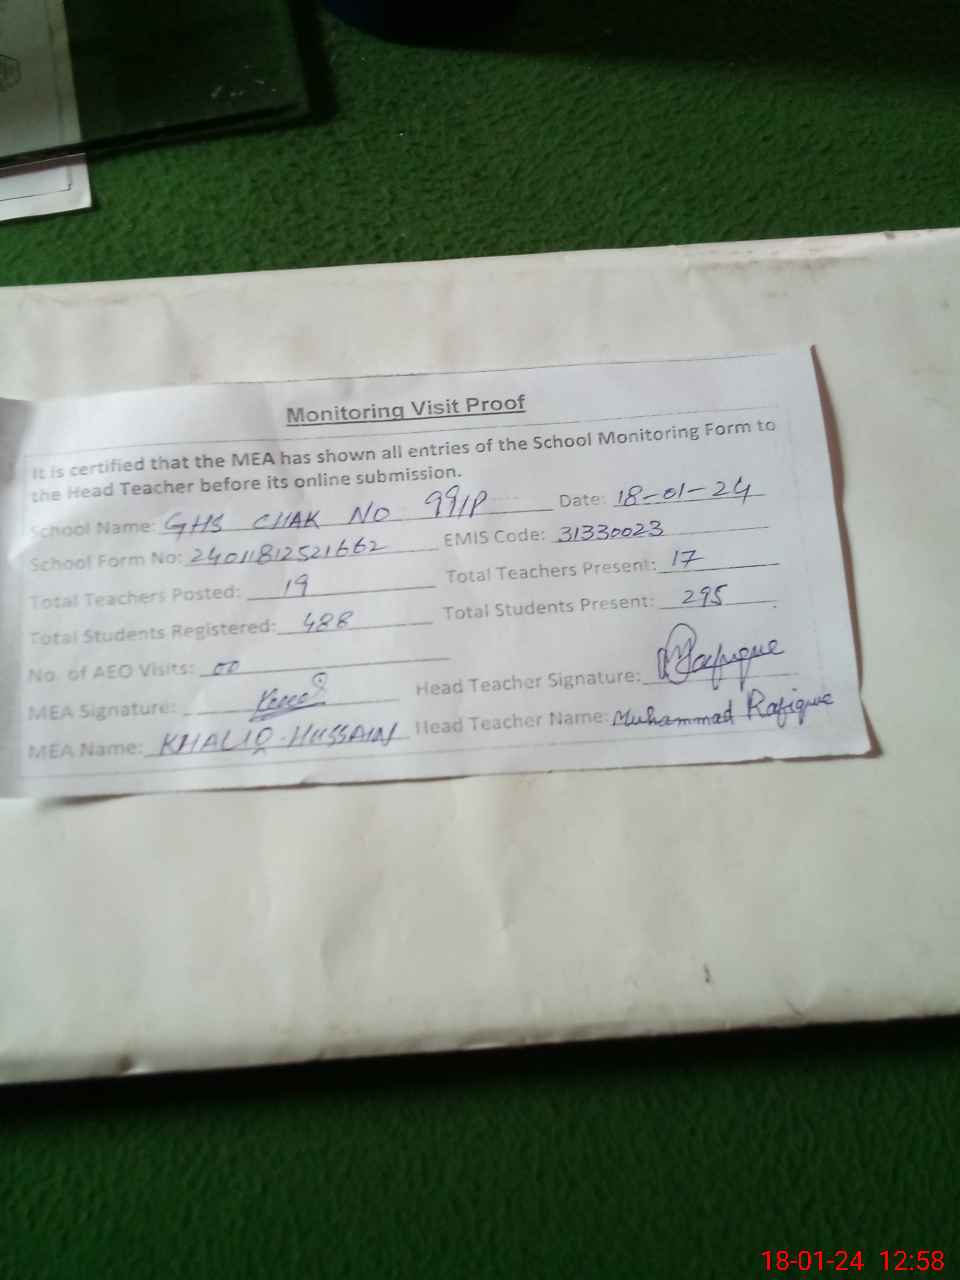 Monitoring Visit Proof
It is certified that the MEA has shown all entries of the School Monitoring Form to
the Head Teacher before its online submission.
School Name: GHS CHAK NO 99/P Date: 18-01-24
School Form No: 24011812521662 EMIS Code: 31330023
Total Teachers Posted: 19 Total Teachers Present: 17
Total Students Registered: 488 Total Students Present: 295
No. of AEO Visits: 00
MEA Signature: Head Teacher Signature: MRafique
MEA Name: KHALIQ HUSSAIN Head Teacher Name: Muhammad Rafique
18-01-24 12:58